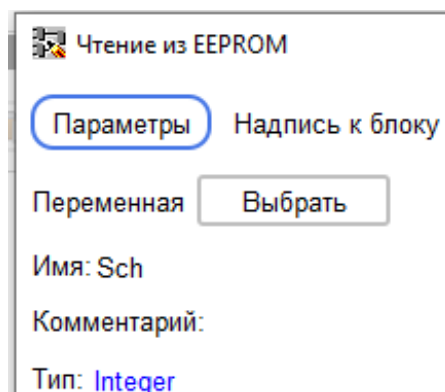 Чтение из EEPROM
Параметры Надпись к блоку
Переменная Выбрать
Имя: Sch
Комментарий:
Тип: Integer